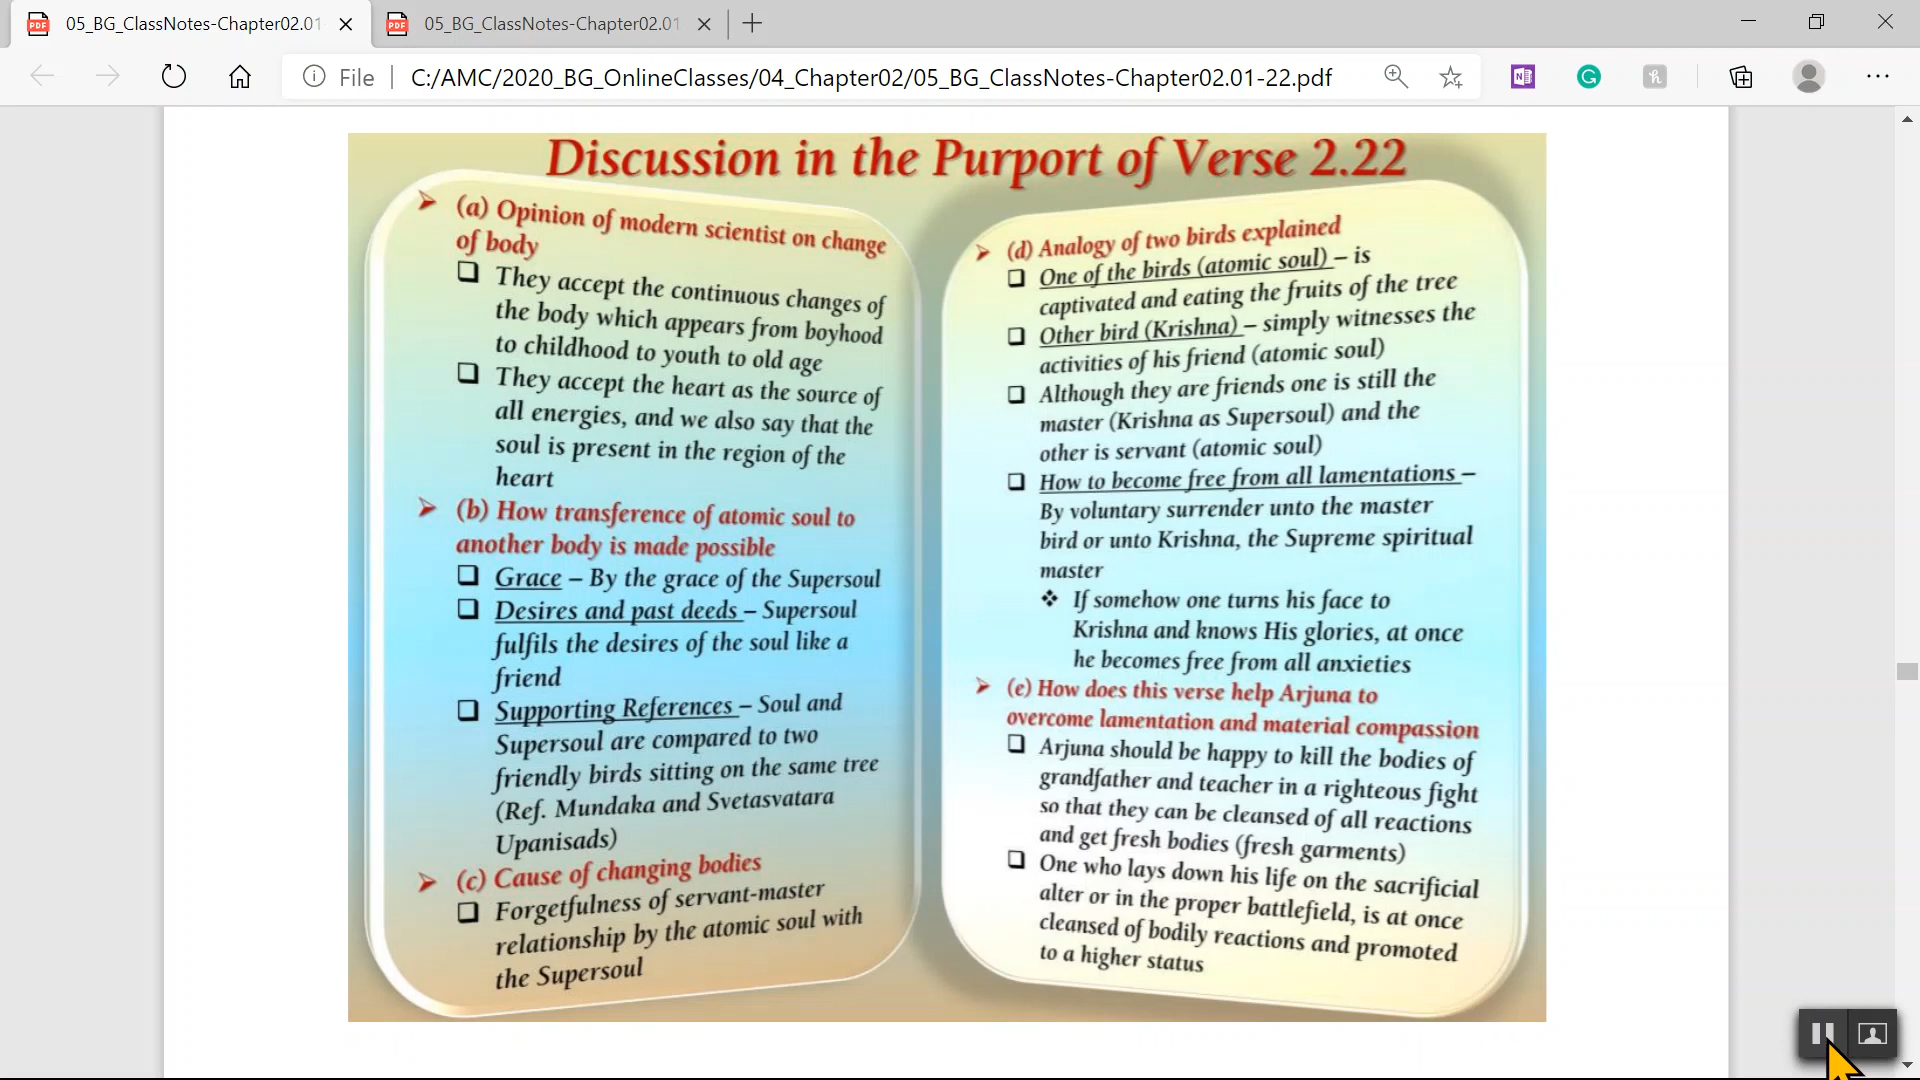 05_BG_ClassNotes-Chapter02.01
05_BG_ClassNotes-Chapter02.01
File
C:/AMC/2020_BG_OnlineClasses/04_Chapter02/05_BG_ClassNotes-Chapter02.01-22.pdf
Discussion in the Purport of Verse 2.22
(a) Opinion of modern scientist on change
of body
They accept the continuous changes of
the body which appears from boyhood
to childhood to youth to old age
They accept the heart as the source of
all energies, and we also say that the
soul is present in the region of the
heart
(b) How transference of atomic soul to
another body is made possible
Grace – By the grace of the Supersoul
Desires and past deeds – Supersoul
fulfils the desires of the soul like a
friend
Supporting References – Soul and
Supersoul are compared to two
friendly birds sitting on the same tree
(Ref. Mundaka and Svetasvatara
Upanisads)
(c) Cause of changing bodies
Forgetfulness of servant-master
relationship by the atomic soul with
the Supersoul
(d) Analogy of two birds explained
One of the birds (atomic soul) – is
captivated and eating the fruits of the tree
Other bird (Krishna) – simply witnesses the
activities of his friend (atomic soul)
Although they are friends one is still the
master (Krishna as Supersoul) and the
other is servant (atomic soul)
How to become free from all lamentations –
By voluntary surrender unto the master
bird or unto Krishna, the Supreme spiritual
master
If somehow one turns his face to
Krishna and knows His glories, at once
he becomes free from all anxieties
(e) How does this verse help Arjuna to
overcome lamentation and material compassion
Arjuna should be happy to kill the bodies of
grandfather and teacher in a righteous fight
so that they can be cleansed of all reactions
and get fresh bodies (fresh garments)
One who lays down his life on the sacrificial
alter or in the proper battlefield, is at once
cleansed of bodily reactions and promoted
to a higher status